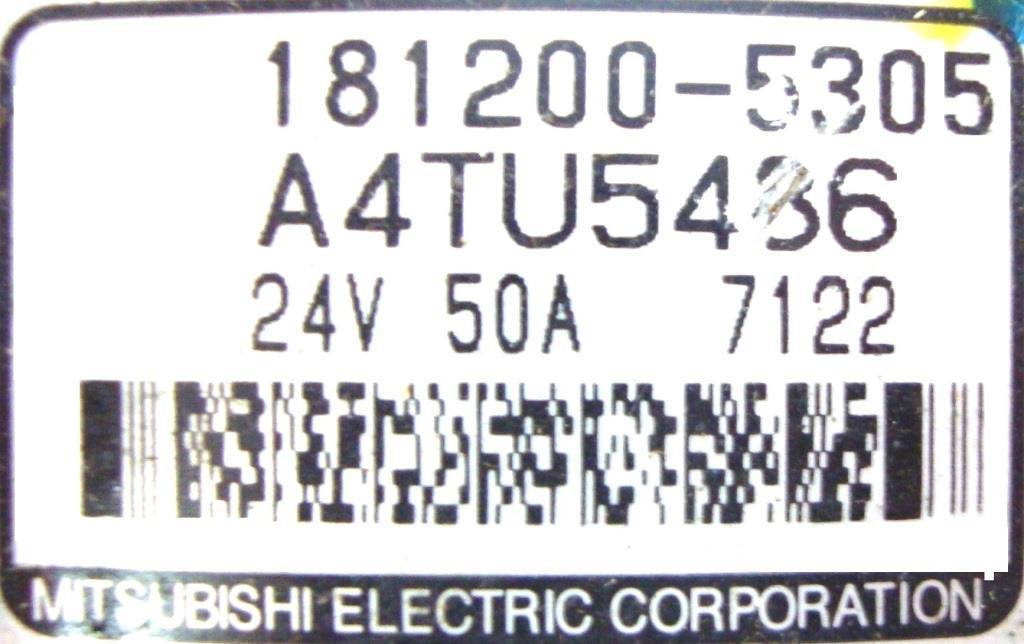 181200-5305
A4TU5486
24V 50A 7122
MITSUBISHI ELECTRIC CORPORATION